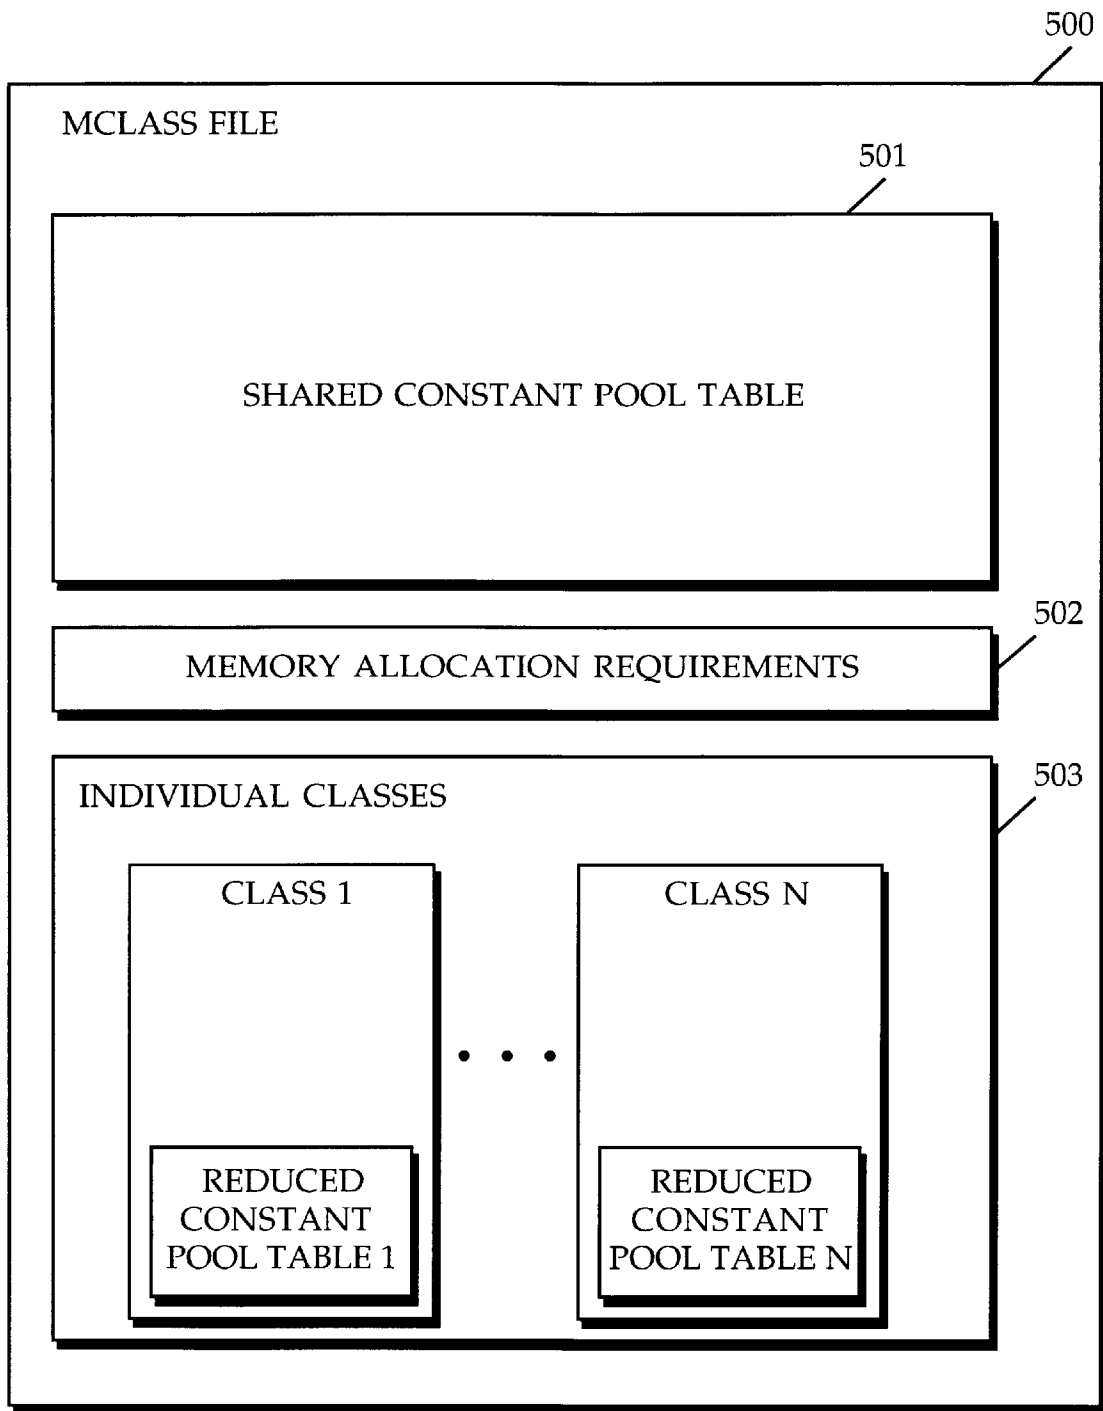 500
MCLASS FILE
501
SHARED CONSTANT POOL TABLE
502
MEMORY ALLOCATION REQUIREMENTS
503
INDIVIDUAL CLASSES
CLASS 1
REDUCED
CONSTANT
POOL TABLE 1
CLASS N
REDUCED
CONSTANT
POOL TABLE N